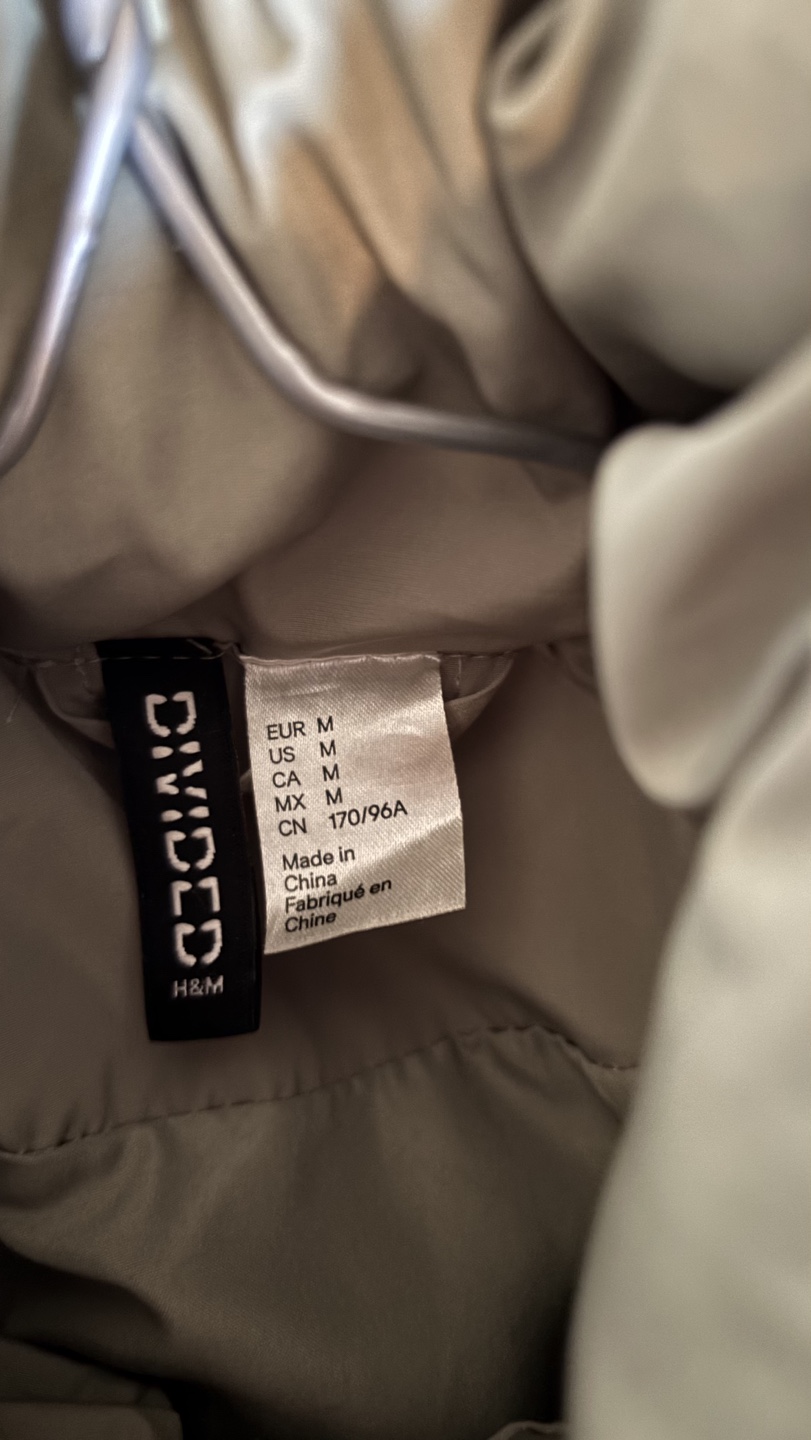 DIVIDED
H&M
EUR M
US M
CA M
MX M
CN 170/96A
Made in
China
Fabriqué en
Chine